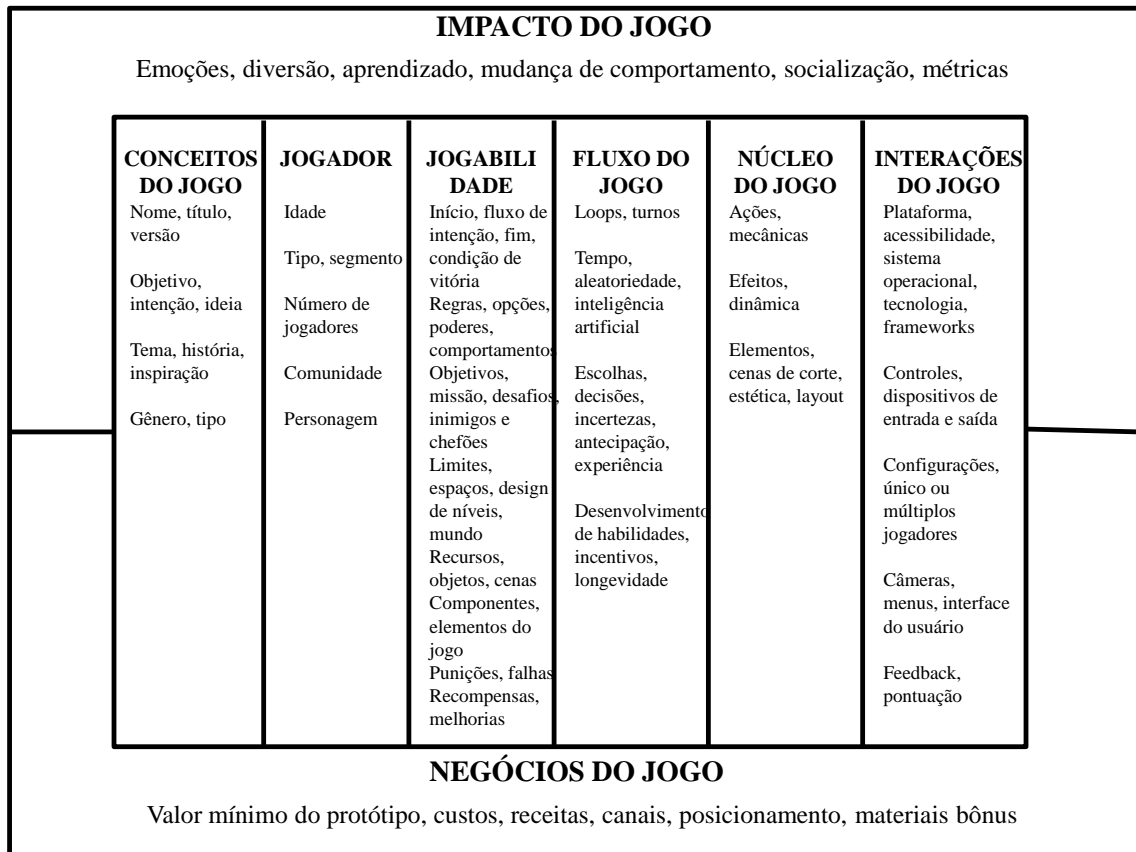 IMPACTO DO JOGO
Emoções, diversão, aprendizado, mudança de comportamento, socialização, métricas
CONCEITOS
DO JOGO
Nome, título,
versão
Objetivo,
intenção, ideia
Tema, história,
inspiração
Gênero, tipo
JOGADOR
Idade
Tipo, segmento
Número de
jogadores
Comunidade
Personagem
JOGABILI
DADE
Início, fluxo de
intenção, fim,
condição de
vitória
Regras, opções,
poderes,
comportamentos
Objetivos,
missão, desafios,
inimigos e
chefões
Limites,
espaços, design
de níveis,
mundo
Recursos,
objetos, cenas
Componentes,
elementos do
jogo
Punições, falhas
Recompensas,
melhorias
FLUXO DO
JOGO
Loops, turnos
Tempo,
aleatoriedade,
inteligência
artificial
Escolhas,
decisões,
incertezas,
antecipação,
experiência
Desenvolvimento
de habilidades,
incentivos,
longevidade
NÚCLEO
DO JOGO
Ações,
mecânicas
Efeitos,
dinâmica
Elementos,
cenas de corte,
estética, layout
INTERAÇÕES
DO JOGO
Plataforma,
acessibilidade,
sistema
operacional,
tecnologia,
frameworks
Controles,
dispositivos de
entrada e saída
Configurações,
único ou
múltiplos
jogadores
Câmeras,
menus, interface
do usuário
Feedback,
pontuação
NEGÓCIOS DO JOGO
Valor mínimo do protótipo, custos, receitas, canais, posicionamento, materiais bônus